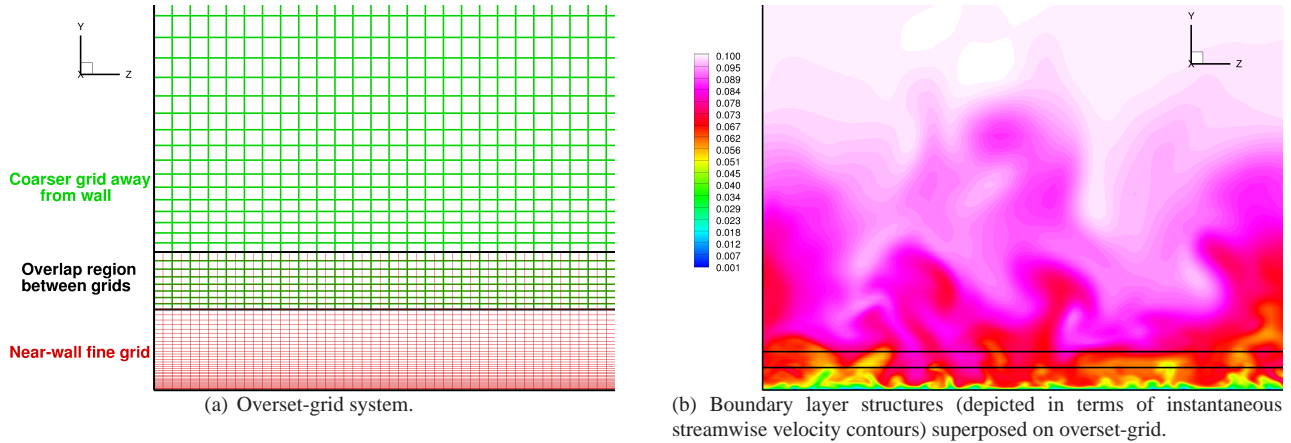 Y
X
Z
Coarser grid away
from wall
Overlap region
between grids
Near-wall fine grid
(a) Overset-grid system.
0.100
0.095
0.089
0.084
0.078
0.073
0.067
0.062
0.056
0.051
0.045
0.040
0.034
0.029
0.023
0.018
0.012
0.007
0.001
Y
X
Z
(b) Boundary layer structures (depicted in terms of instantaneous
streamwise velocity contours) superposed on overset-grid.